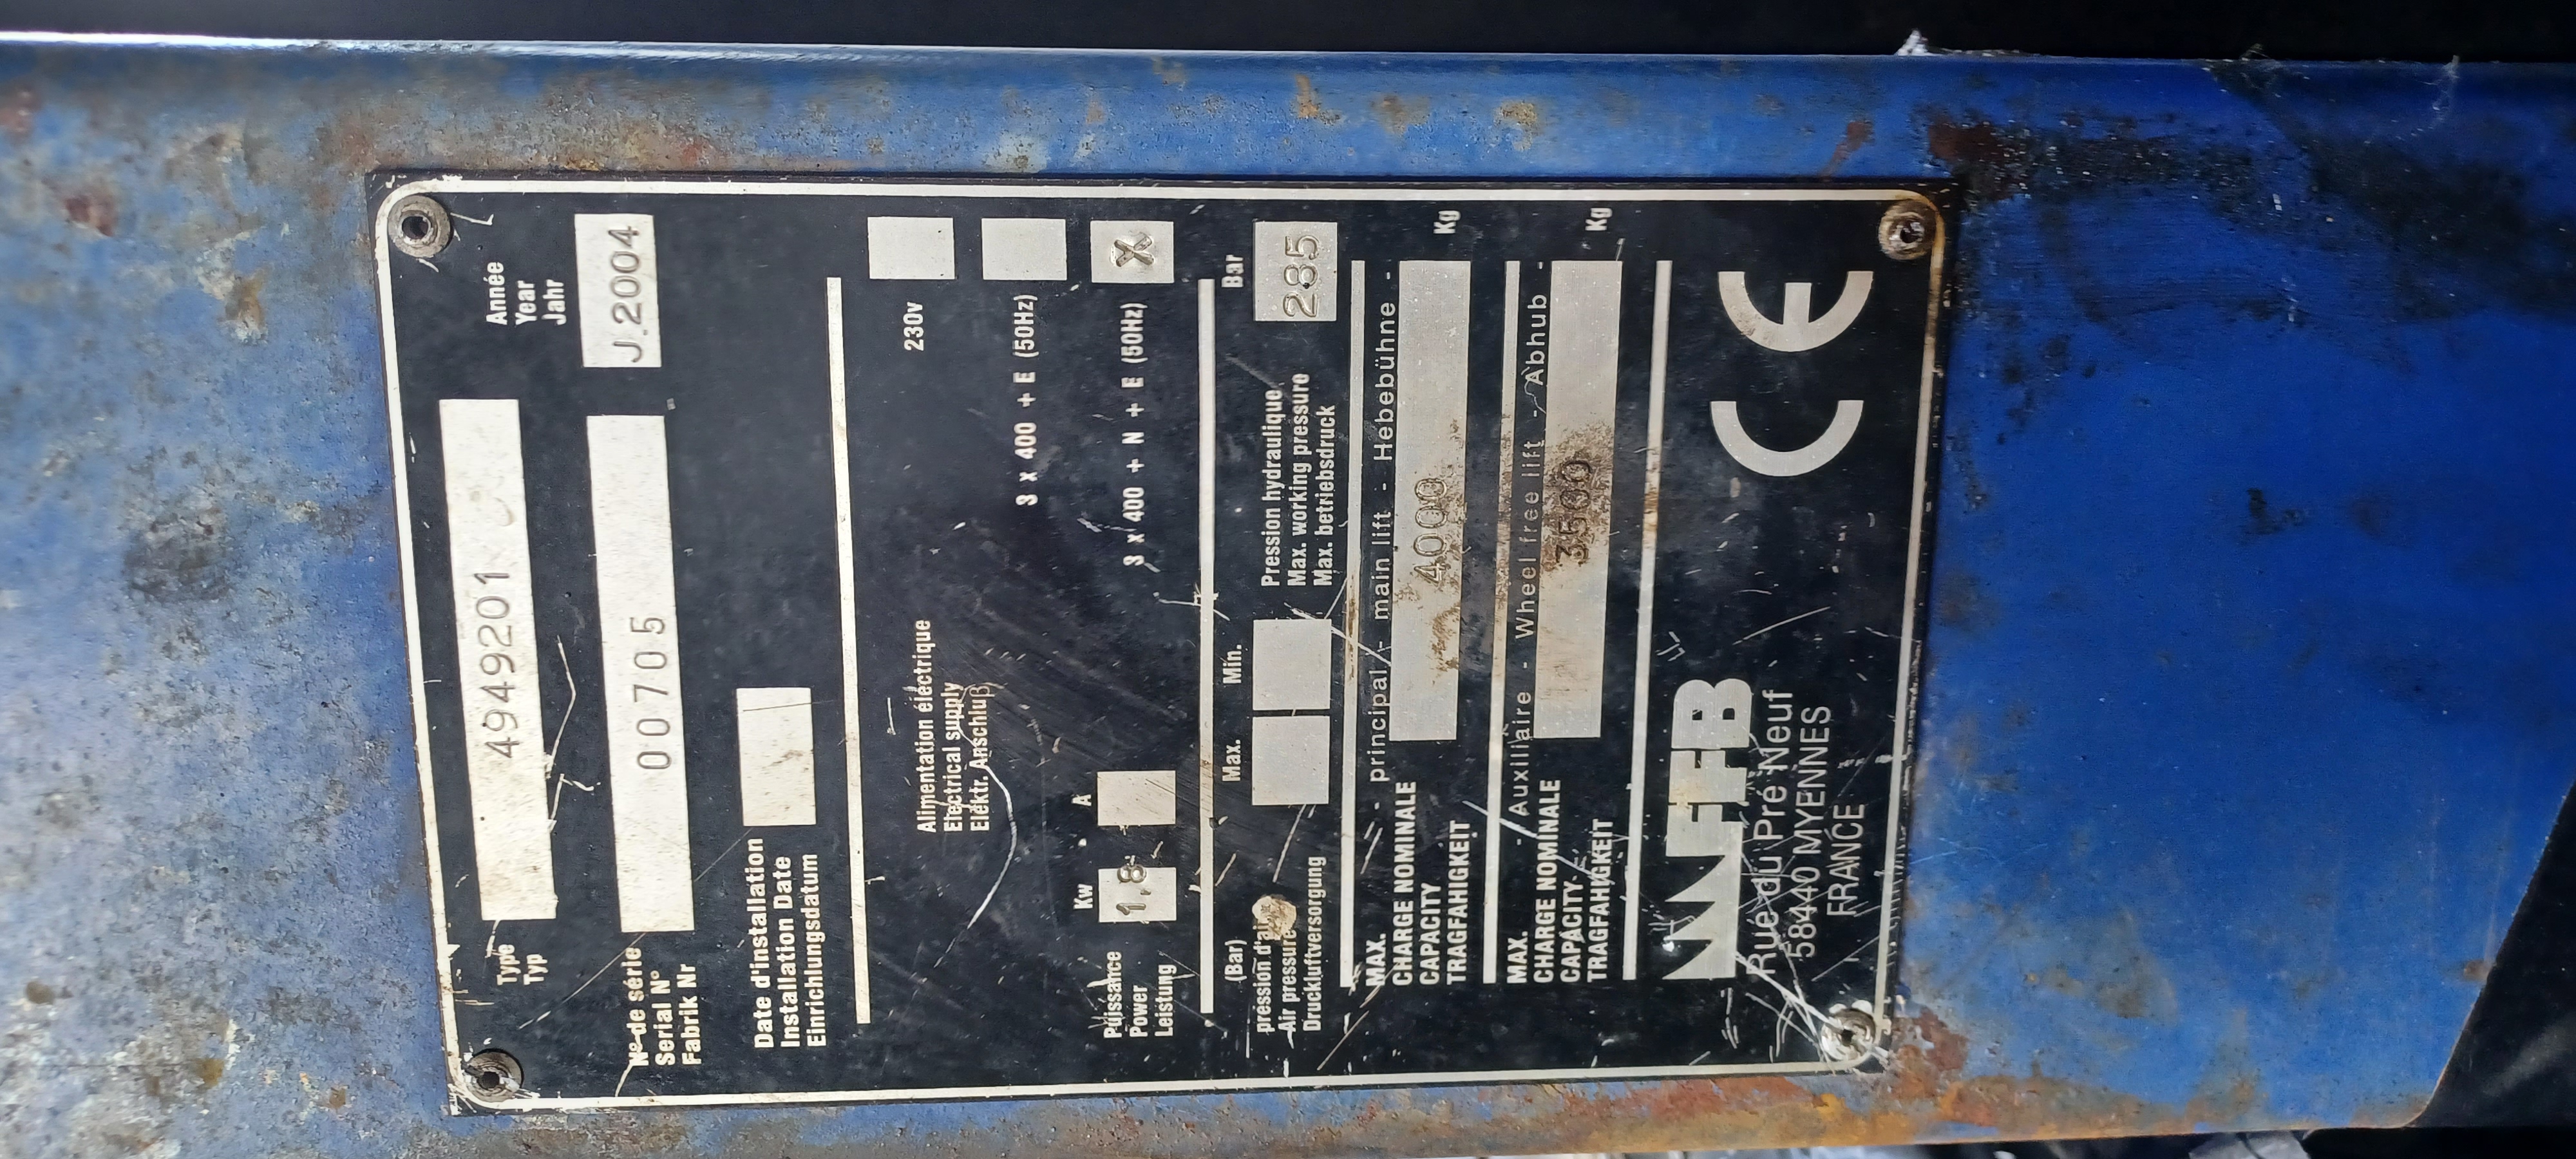 Type
Typ
4949201
Année
Year
Jahr
J.2004
No de série
Serial No
Fabrik Nr
00705
Date d'installation
Installation Date
Einrichlungsdatum
Alimentation électrique
Electrical supply
Elektr. Anschluß
230v
3 x 400 + E (50Hz)
3 x 400 + N + E (50Hz)
X
Puissance
Power
Leistung
Kw
1,8
A
(Bar)
pression d'air
Air pressure
Druckluftversorgung
Max.
Min.
Pression hydraulique
Max. working pressure
Max. betriebsdruck
Bar
285
MAX. - principal - main lift - Hebebühne -
CHARGE NOMINALE
CAPACITY
TRAGFAHIGKEIT
4000
Kg
MAX. - Auxiliaire - Wheel free lift - Abhub -
CHARGE NOMINALE
CAPACITY
TRAGFAHIGKEIT
3500
Kg
FFB
Rue du Pré Neuf
58440 MYENNES
FRANCE
CE